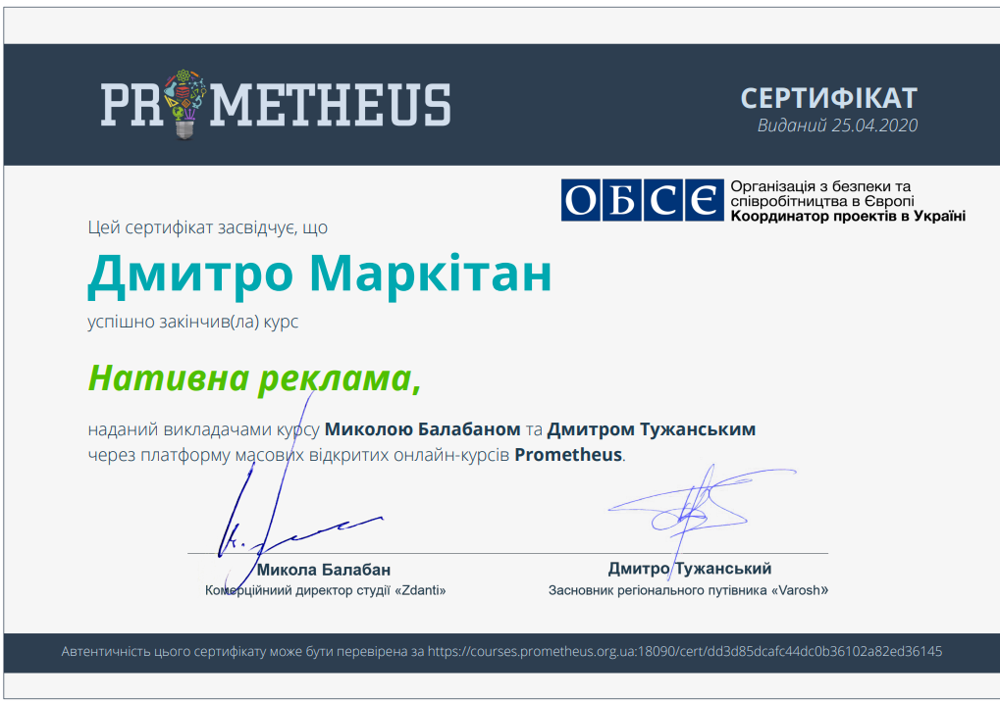 PROMETHEUS
СЕРТИФІКАТ
Виданий 25.04.2020
ОБСЄ
Організація з безпеки та
співробітництва в Європі
Координатор проектів в Україні
Цей сертифікат засвідчує, що
Дмитро Маркітан
успішно закінчив(ла) курс
Нативна реклама,
наданий викладачами курсу Миколою Балабаном та Дмитром Тужанським
через платформу масових відкритих онлайн-курсів Prometheus.
Микола Балабан
Комерційниий директор студії «Zdanti»
Дмитро Тужанський
Засновник регіонального путівника «Varosh»
Автентичність цього сертифікату може бути перевірена за https://courses.prometheus.org.ua:18090/cert/dd3d85dcafc44dc0b36102a82ed36145